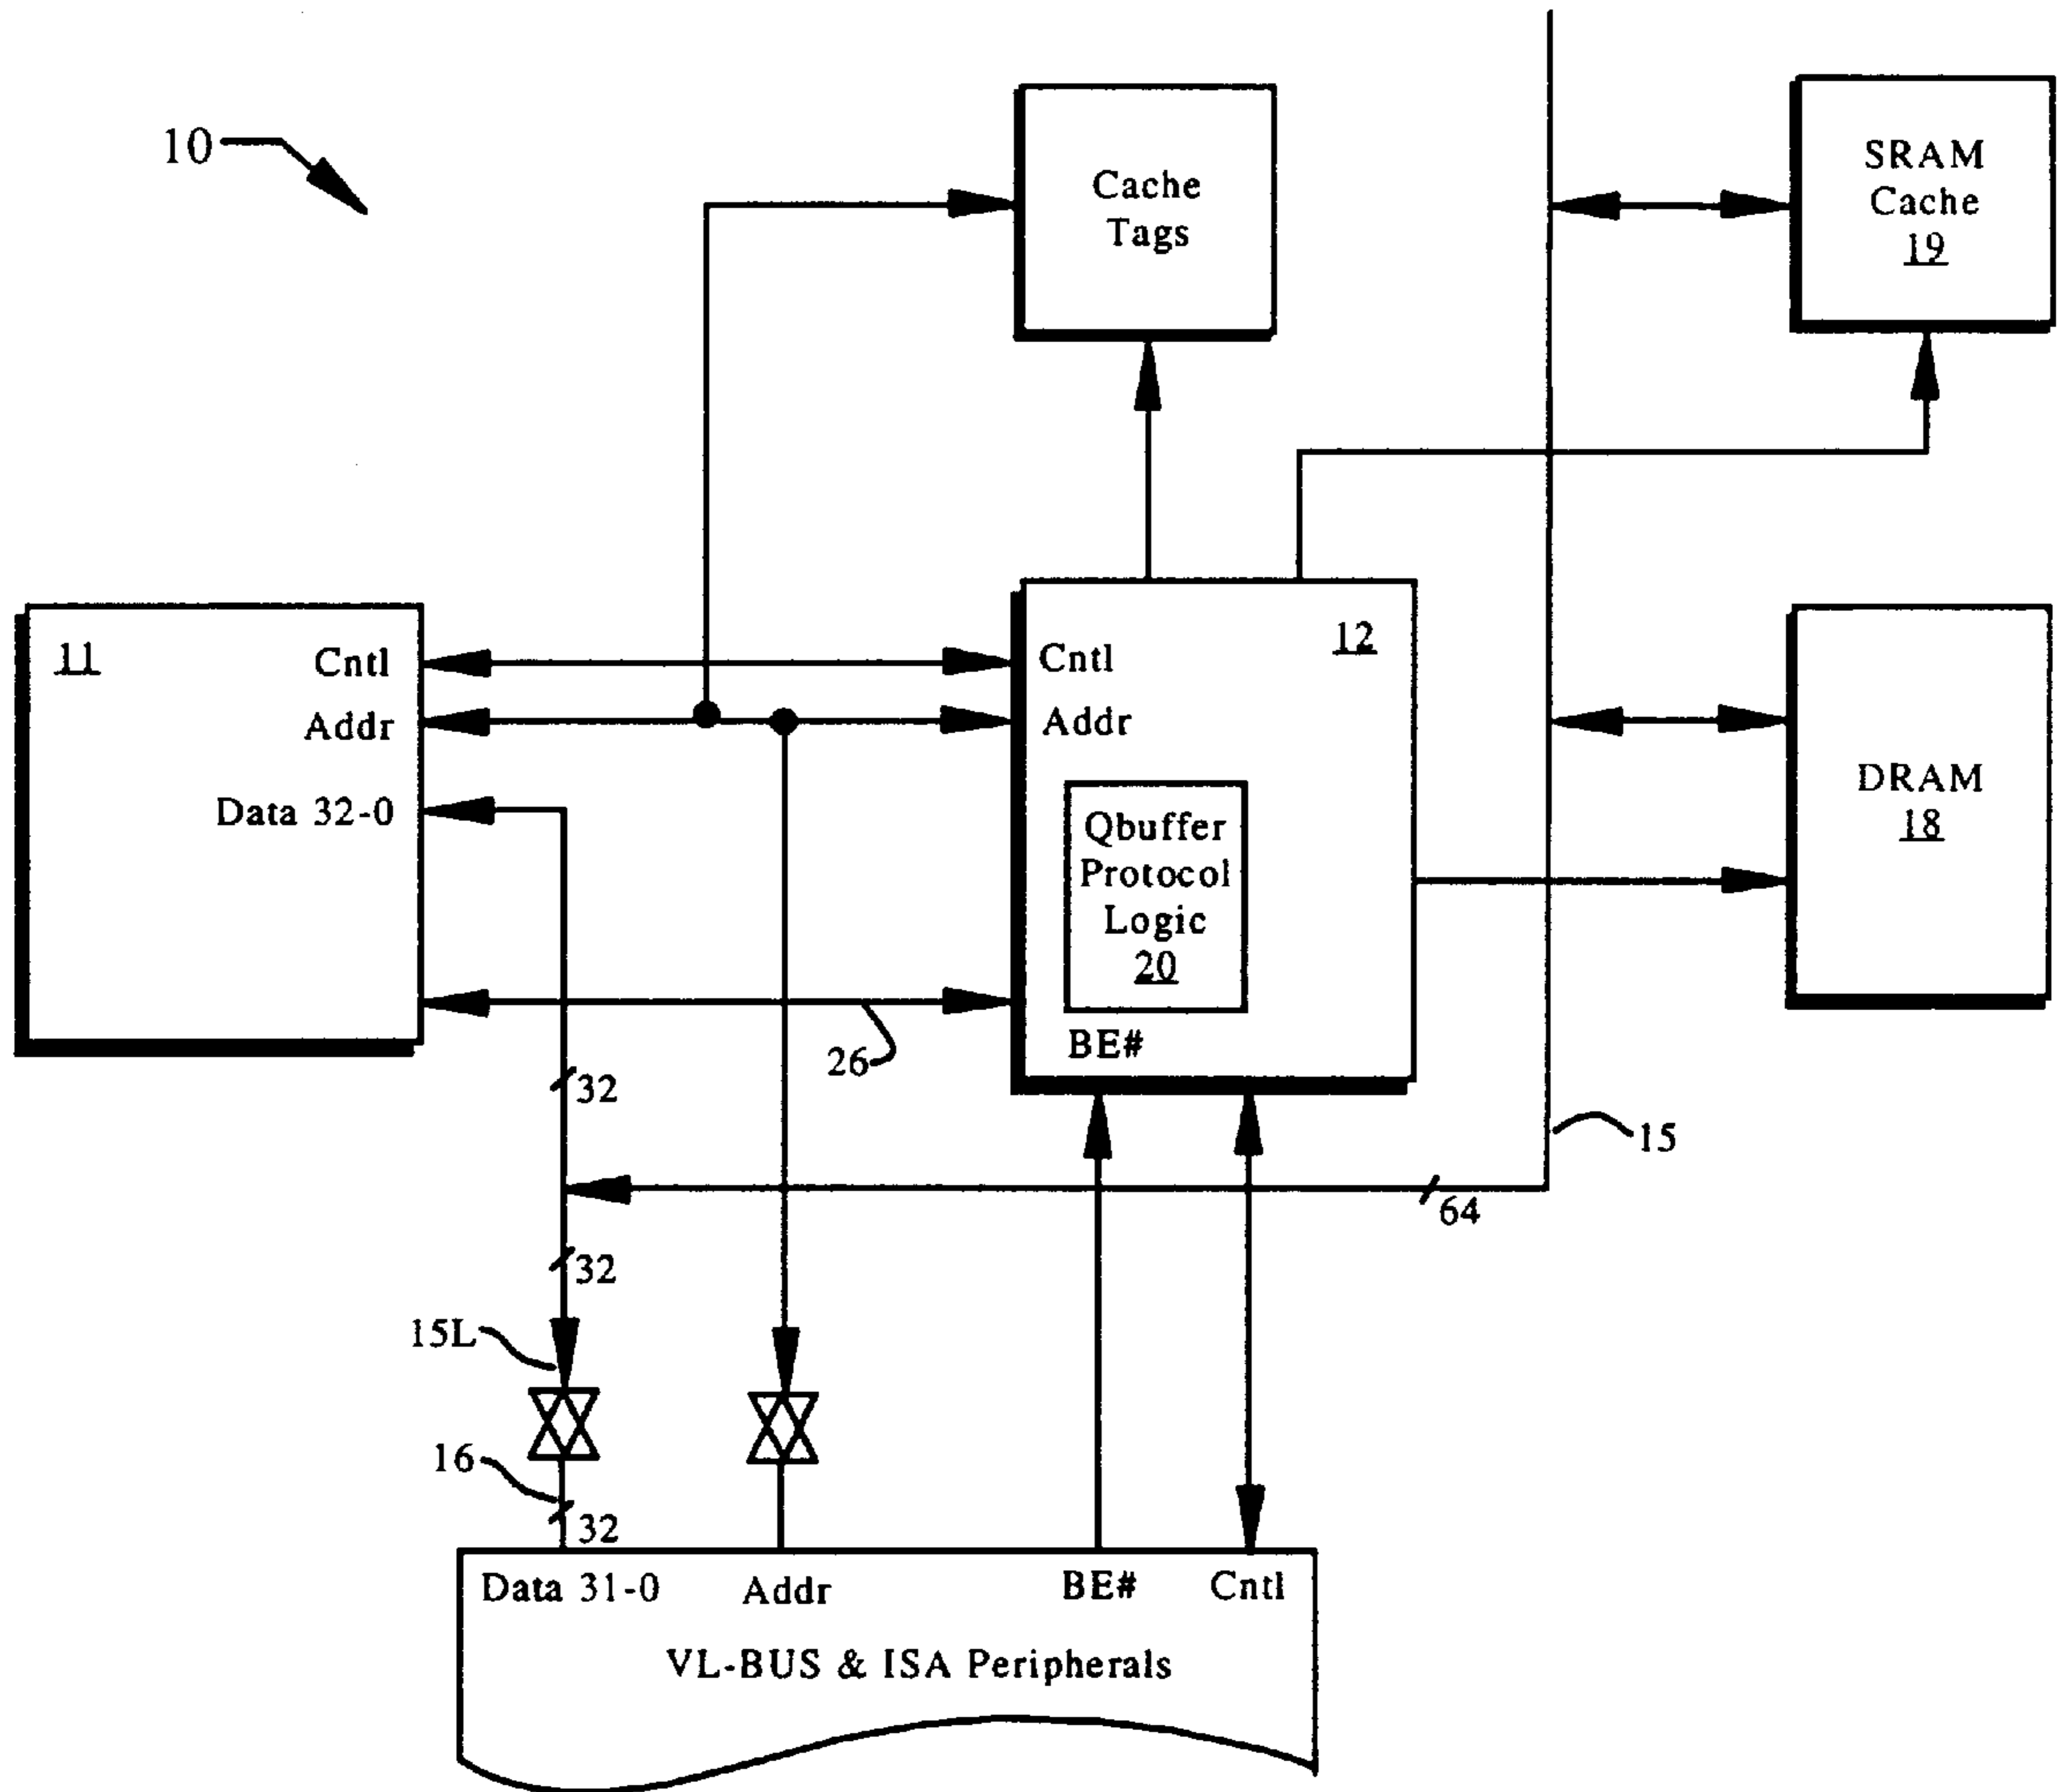 10
Cache
Tags
SRAM
Cache
19
11
Cntl
Addr
Data 32-0
12
Cntl
Addr
Qbuffer
Protocol
Logic
20
BE#
DRAM
18
26
32
15
64
32
15L
16
32
Data 31-0 Addr BE# Cntl
VL-BUS & ISA Peripherals